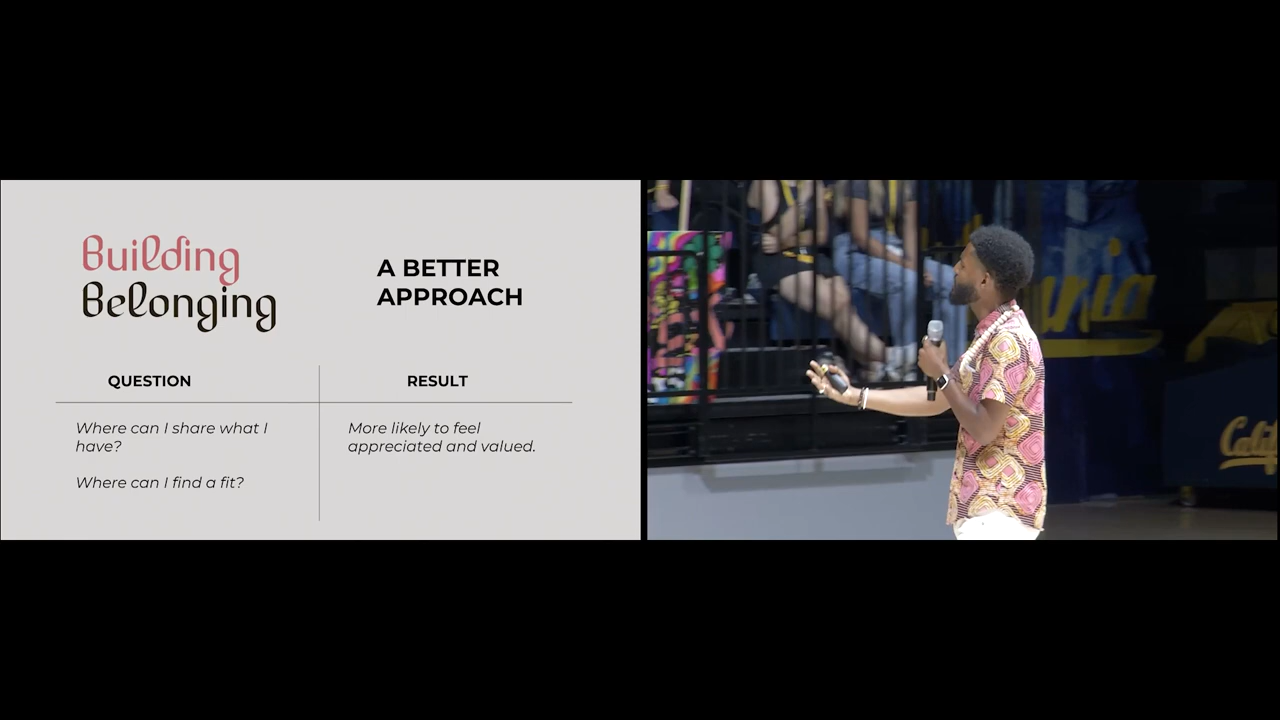 Building
Belonging
A BETTER
APPROACH
QUESTION
RESULT
Where can I share what I
have?
Where can I find a fit?
More likely to feel
appreciated and valued.